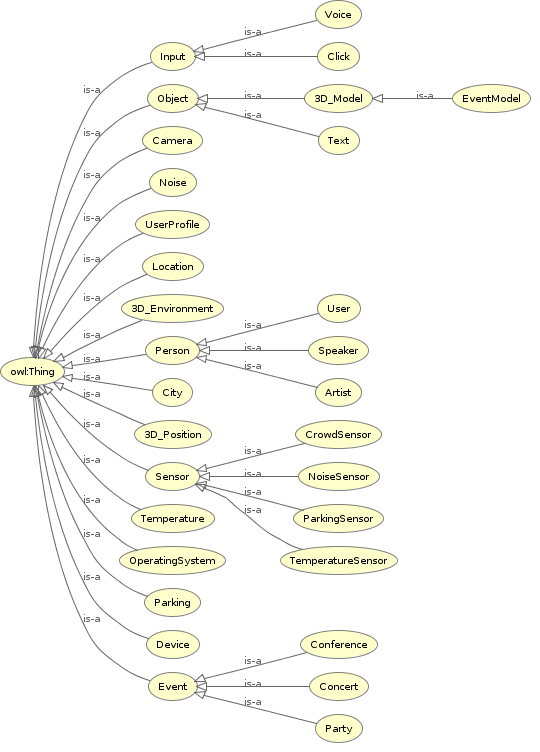 Voice
is-a
Input
is-a
Click
is-a
Object
is-a
3D_Model
is-a
EventModel
is-a
is-a
Camera
Text
is-a
Noise
is-a
UserProfile
is-a
Location
is-a
3D_Environment
User
is-a
is-a
Person
Speaker
is-a
is-a
owl:Thing
is-a
is-a
City
Artist
is-a
3D_Position
CrowdSensor
is-a
is-a
Sensor
is-a
NoiseSensor
is-a
is-a
Temperature
is-a
ParkingSensor
is-a
OperatingSystem
TemperatureSensor
is-a
Parking
is-a
Device
Conference
is-a
is-a
Event
is-a
Concert
is-a
Party